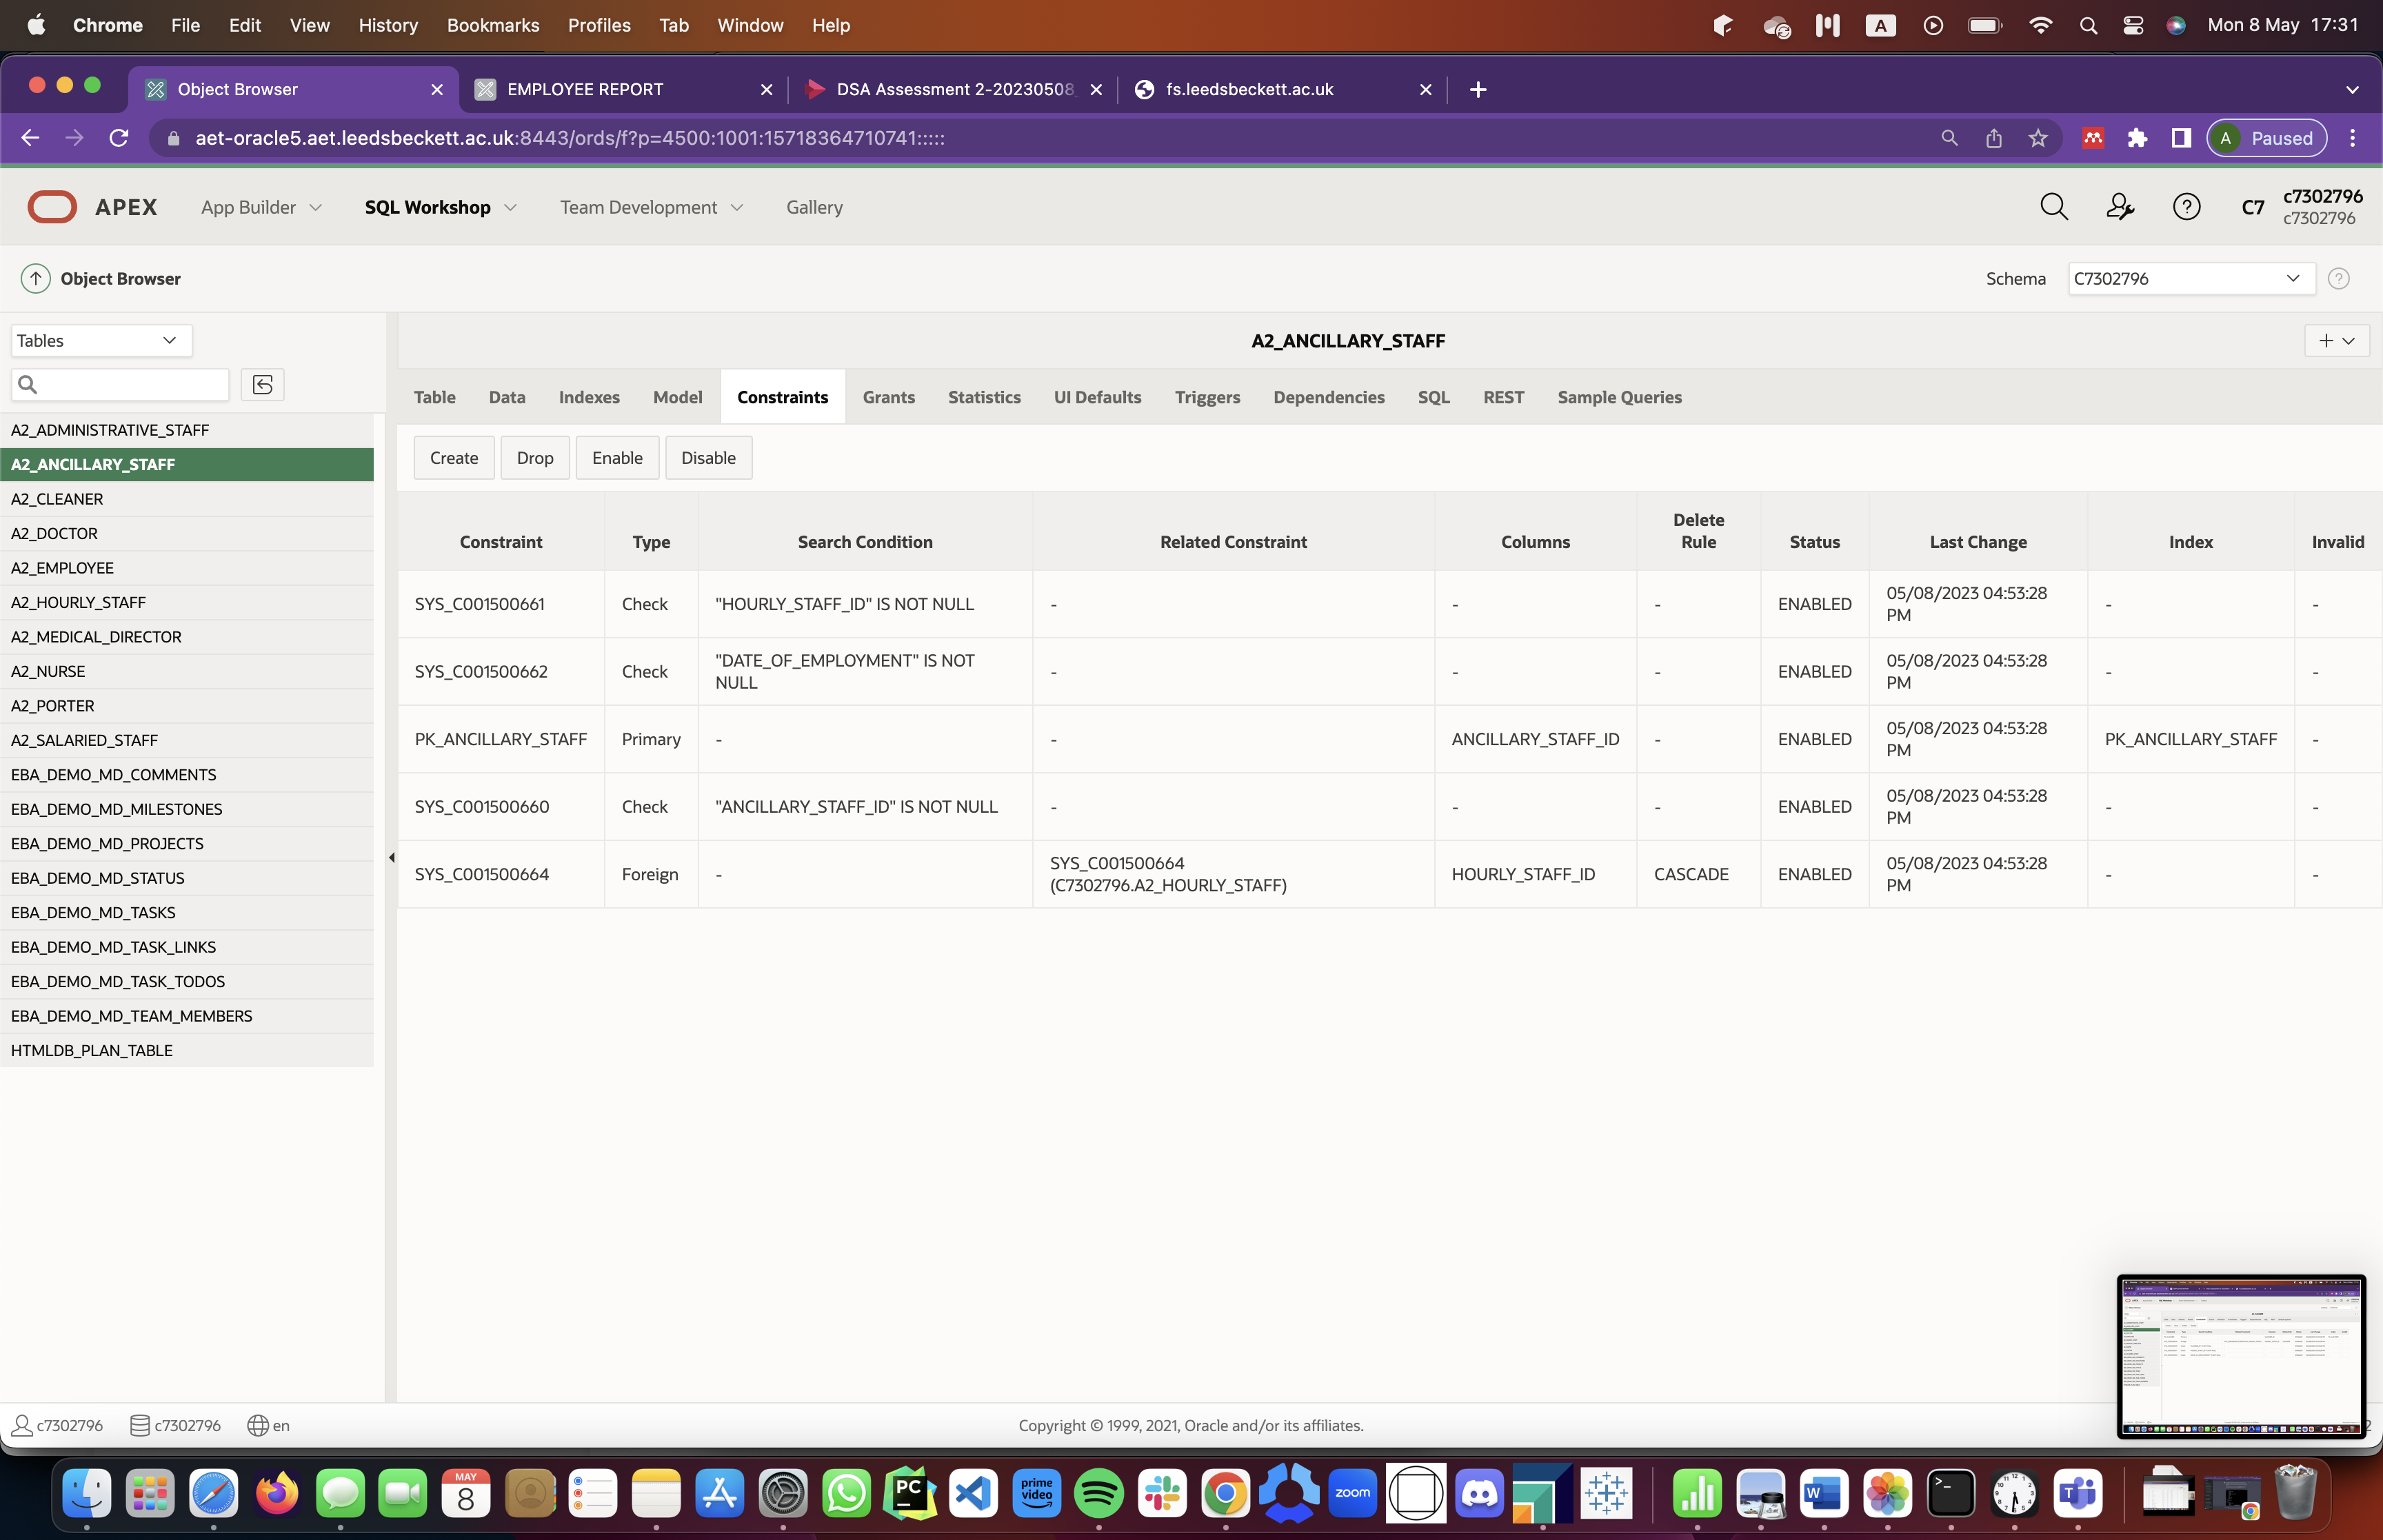 Chrome File Edit View History Bookmarks Profiles Tab Window Help A Mon 8 May 17:31
Object Browser EMPLOYEE REPORT DSA Assessment 2-20230508_ fs.leedsbeckett.ac.uk
aet-oracle5.aet.leedsbeckett.ac.uk:8443/ords/f?p=4500:1001:15718364710741::::: A Paused
APEX App Builder SQL Workshop Team Development Gallery C7 c7302796
c7302796
Object Browser Schema C7302796
Tables
A2_ANCILLARY_STAFF
Table Data Indexes Model Constraints Grants Statistics UI Defaults Triggers Dependencies SQL REST Sample Queries
Create Drop Enable Disable
A2_ADMINISTRATIVE_STAFF
A2_ANCILLARY_STAFF
A2_CLEANER
A2_DOCTOR
A2_EMPLOYEE
A2_HOURLY_STAFF
A2_MEDICAL_DIRECTOR
A2_NURSE
A2_PORTER
A2_SALARIED_STAFF
EBA_DEMO_MD_COMMENTS
EBA_DEMO_MD_MILESTONES
EBA_DEMO_MD_PROJECTS
EBA_DEMO_MD_STATUS
EBA_DEMO_MD_TASKS
EBA_DEMO_MD_TASK_LINKS
EBA_DEMO_MD_TASK_TODOS
EBA_DEMO_MD_TEAM_MEMBERS
HTMLDB_PLAN_TABLE
Constraint Type Search Condition Related Constraint Columns Delete Rule Status Last Change Index Invalid
SYS_C001500661 Check "HOURLY_STAFF_ID" IS NOT NULL - - - ENABLED 05/08/2023 04:53:28 PM - -
SYS_C001500662 Check "DATE_OF_EMPLOYMENT" IS NOT NULL - - - ENABLED 05/08/2023 04:53:28 PM - -
PK_ANCILLARY_STAFF Primary - - ANCILLARY_STAFF_ID - ENABLED 05/08/2023 04:53:28 PM PK_ANCILLARY_STAFF -
SYS_C001500660 Check "ANCILLARY_STAFF_ID" IS NOT NULL - - - ENABLED 05/08/2023 04:53:28 PM - -
SYS_C001500664 Foreign - SYS_C001500664 (C7302796.A2_HOURLY_STAFF) HOURLY_STAFF_ID CASCADE ENABLED 05/08/2023 04:53:28 PM - -
c7302796 c7302796 en Copyright © 1999, 2021, Oracle and/or its affiliates. 2
MAY
8
PC
prime video
zoom
W
T